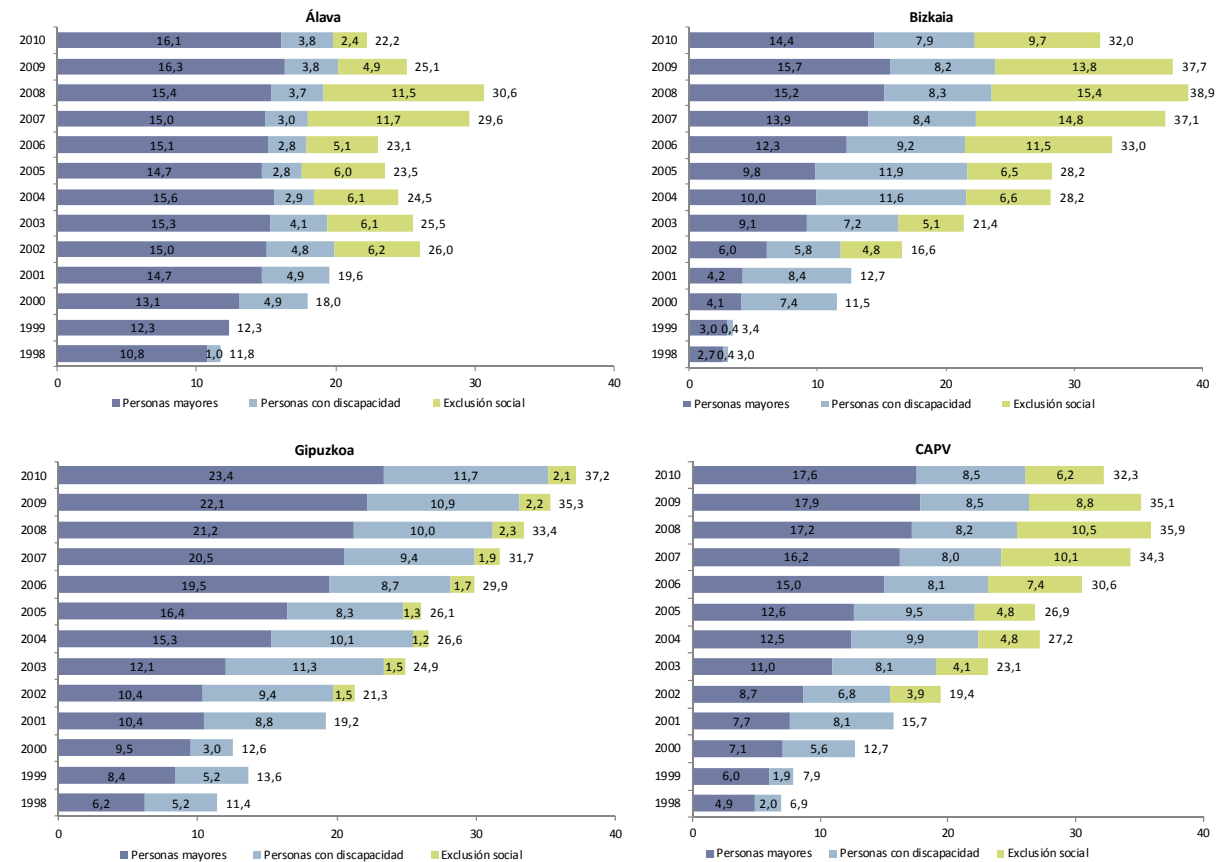 Álava
2010 16,1 3,8 2,4 22,2
2009 16,3 3,8 4,9 25,1
2008 15,4 3,7 11,5 30,6
2007 15,0 3,0 11,7 29,6
2006 15,1 2,8 5,1 23,1
2005 14,7 2,8 6,0 23,5
2004 15,6 2,9 6,1 24,5
2003 15,3 4,1 6,1 25,5
2002 15,0 4,8 6,2 26,0
2001 14,7 4,9 19,6
2000 13,1 4,9 18,0
1999 12,3 12,3
1998 10,8 1,0 11,8
0 10 20 30 40
Personas mayores Personas con discapacidad Exclusión social
Bizkaia
2010 14,4 7,9 9,7 32,0
2009 15,7 8,2 13,8 37,7
2008 15,2 8,3 15,4 38,9
2007 13,9 8,4 14,8 37,1
2006 12,3 9,2 11,5 33,0
2005 9,8 11,9 6,5 28,2
2004 10,0 11,6 6,6 28,2
2003 9,1 7,2 5,1 21,4
2002 6,0 5,8 4,8 16,6
2001 4,2 8,4 12,7
2000 4,1 7,4 11,5
1999 3,0 0,4 3,4
1998 2,7 0,4 3,0
0 10 20 30 40
Personas mayores Personas con discapacidad Exclusión social
Gipuzkoa
2010 23,4 11,7 2,1 37,2
2009 22,1 10,9 2,2 35,3
2008 21,2 10,0 2,3 33,4
2007 20,5 9,4 1,9 31,7
2006 19,5 8,7 1,7 29,9
2005 16,4 8,3 1,3 26,1
2004 15,3 10,1 1,2 26,6
2003 12,1 11,3 1,5 24,9
2002 10,4 9,4 1,5 21,3
2001 10,4 8,8 19,2
2000 9,5 3,0 12,6
1999 8,4 5,2 13,6
1998 6,2 5,2 11,4
0 10 20 30 40
Personas mayores Personas con discapacidad Exclusión social
CAPV
2010 17,6 8,5 6,2 32,3
2009 17,9 8,5 8,8 35,1
2008 17,2 8,2 10,5 35,9
2007 16,2 8,0 10,1 34,3
2006 15,0 8,1 7,4 30,6
2005 12,6 9,5 4,8 26,9
2004 12,5 9,9 4,8 27,2
2003 11,0 8,1 4,1 23,1
2002 8,7 6,8 3,9 19,4
2001 7,7 8,1 15,7
2000 7,1 5,6 12,7
1999 6,0 1,9 7,9
1998 4,9 2,0 6,9
0 10 20 30 40
Personas mayores Personas con discapacidad Exclusión social